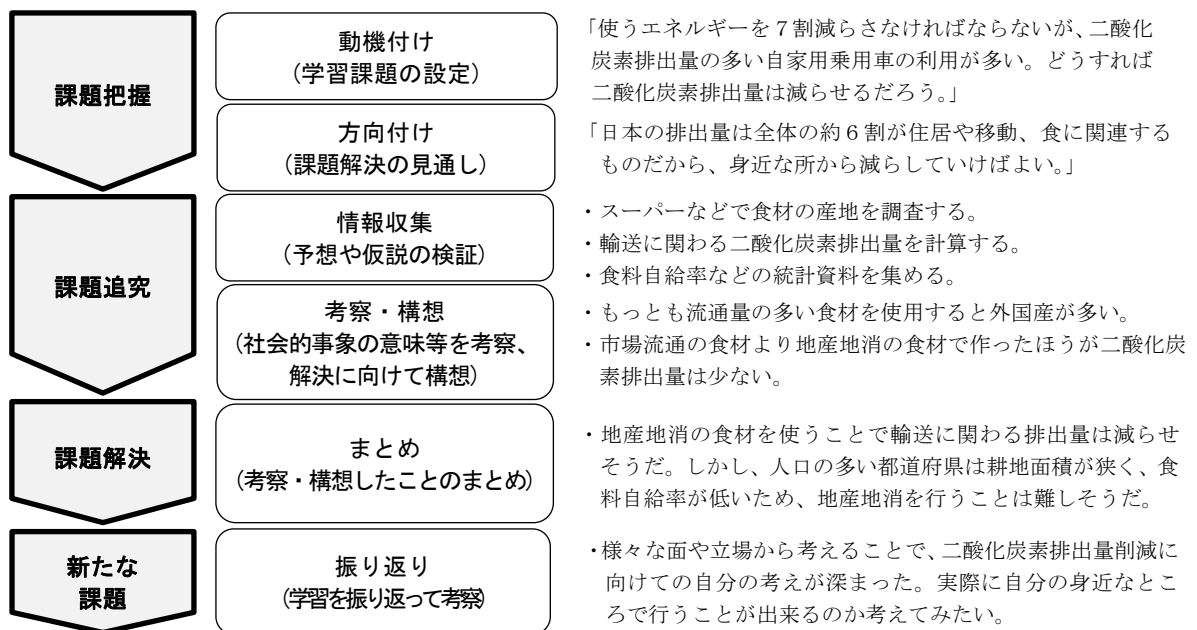 課題把握
動機付け
(学習課題の設定)
「使うエネルギーを7割減らさなければならないが、二酸化
炭素排出量の多い自家用乗用車の利用が多い。どうすれば
二酸化炭素排出量は減らせるだろう。」
方向付け
(課題解決の見通し)
「日本の排出量は全体の約6割が住居や移動、食に関連する
ものだから、身近な所から減らしていけばよい。」
課題追究
情報収集
(予想や仮説の検証)
・スーパーなどで食材の産地を調査する。
・輸送に関わる二酸化炭素排出量を計算する。
・食料自給率などの統計資料を集める。
考察・構想
(社会的事象の意味等を考察、
解決に向けて構想)
・もっとも流通量の多い食材を使用すると外国産が多い。
・市場流通の食材より地産地消の食材で作ったほうが二酸化炭
素排出量は少ない。
課題解決
まとめ
(考察・構想したことのまとめ)
・地産地消の食材を使うことで輸送に関わる排出量は減らせ
そうだ。しかし、人口の多い都道府県は耕地面積が狭く、食
料自給率が低いため、地産地消を行うことは難しそうだ。
新たな
課題
振り返り
(学習を振り返って考察)
・様々な面や立場から考えることで、二酸化炭素排出量削減に
向けての自分の考えが深まった。実際に自分の身近なとこ
ろで行うことが出来るのか考えてみたい。